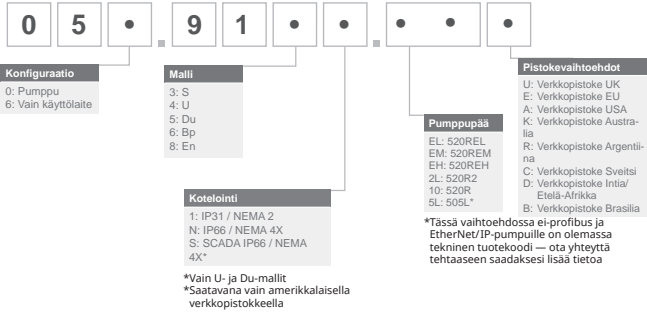 0 5 • . 9 1 • • . • • •
Konfiguraatio
0: Pumppu
6: Vain käyttölaite
Malli
3: S
4: U
5: Du
6: Bp
8: En
Kotelointi
1: IP31 / NEMA 2
N: IP66 / NEMA 4X
S: SCADA IP66 / NEMA
4X*
*Vain U- ja Du-mallit
*Saatavana vain amerikkalaisella
verkkopistokkeella
Pumppupää
EL: 520REL
EM: 520REM
EH: 520REH
2L: 520R2
10: 520R
5L: 505L*
Pistokevaihtoehdot
U: Verkkopistoke UK
E: Verkkopistoke EU
A: Verkkopistoke USA
K: Verkkopistoke Austra-
lia
R: Verkkopistoke Argentii-
na
C: Verkkopistoke Sveitsi
D: Verkkopistoke Intia/
Etelä-Afrikka
B: Verkkopistoke Brasilia
*Tässä vaihtoehdossa ei-profibus ja
EtherNet/IP-pumpuille on olemassa
tekninen tuotekoodi — ota yhteyttä
tehtaaseen saadaksesi lisää tietoa